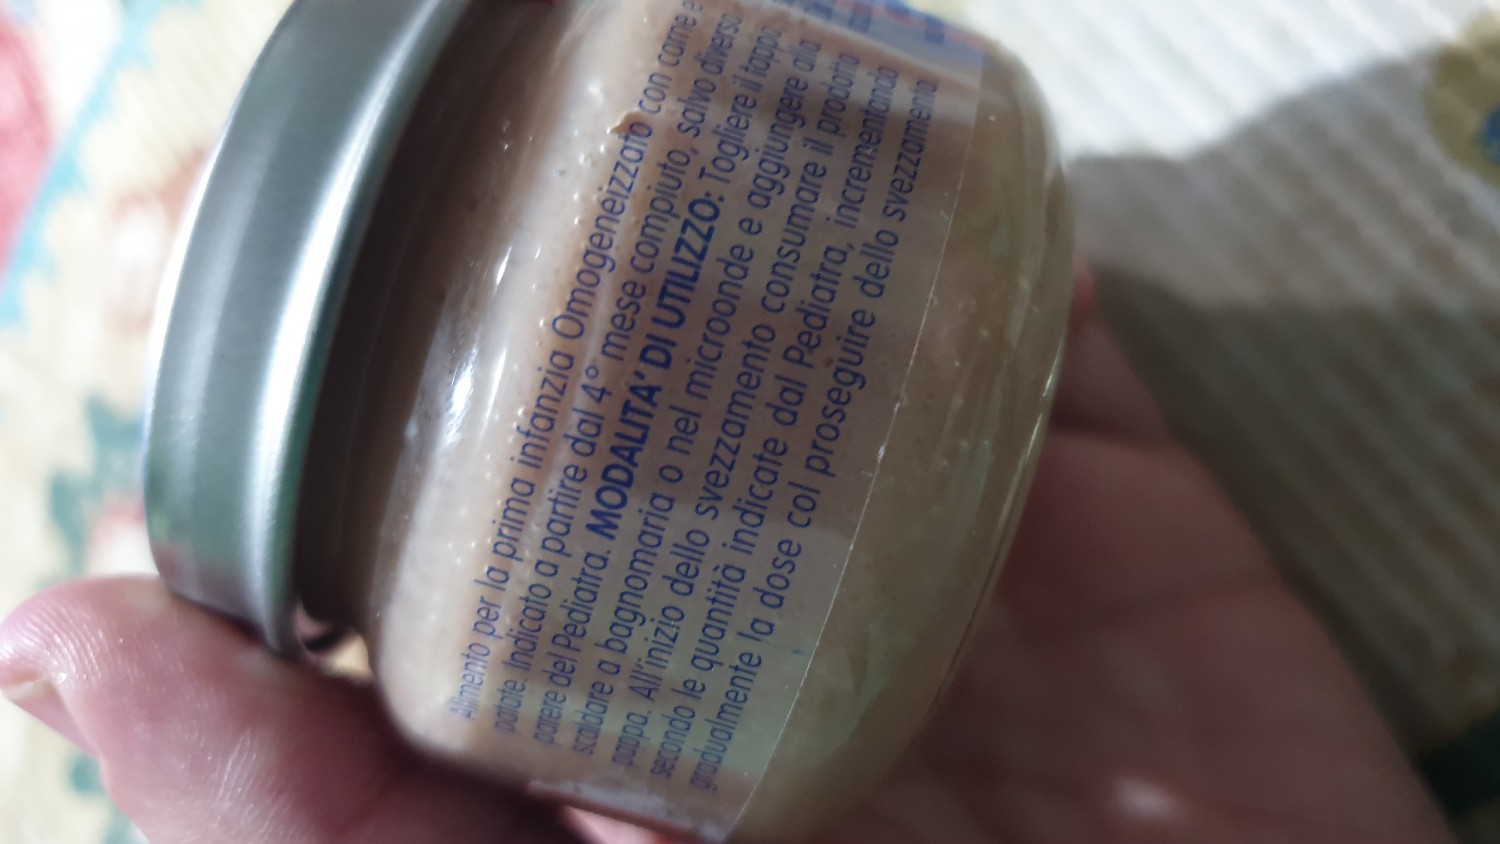 Alimento per la prima infanzia Omogeneizzato con carne e
patate. Indicato a partire dal 4° mese compiuto, salvo diverso
parere del Pediatra. MODALITA' DI UTILIZZO: Togliere il tappo,
scaldare a bagnomaria o nel microonde e aggiungere alla
pappa. All'inizio dello svezzamento consumare il prodotto
secondo le quantità indicate dal Pediatra, incrementando
gradualmente la dose col proseguire dello svezzamento.